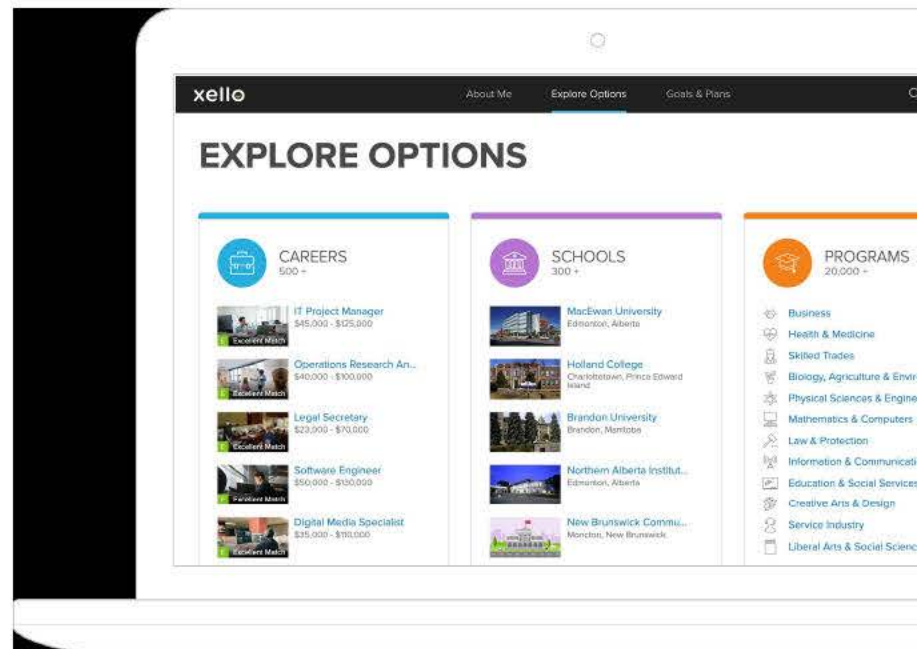 xello
About Me Explore Options Goals & Plans
EXPLORE OPTIONS
CAREERS
500 +
IT Project Manager
$45,000 - $125,000
Excellent Match
Operations Research An...
$40,000 - $100,000
Excellent Match
Legal Secretary
$23,000 - $70,000
Excellent Match
Software Engineer
$50,000 - $130,000
Excellent Match
Digital Media Specialist
$35,000 - $110,000
Excellent Match
SCHOOLS
300 +
MacEwan University
Edmonton, Alberta
Holland College
Charlottetown, Prince Edward
Island
Brandon University
Brandon, Manitoba
Northern Alberta Institut...
Edmonton, Alberta
New Brunswick Commu...
Moncton, New Brunswick
PROGRAMS
20,000 +
Business
Health & Medicine
Skilled Trades
Biology, Agriculture & Envir
Physical Sciences & Engine
Mathematics & Computers
Law & Protection
Information & Communicati
Education & Social Services
Creative Arts & Design
Service Industry
Liberal Arts & Social Scienc